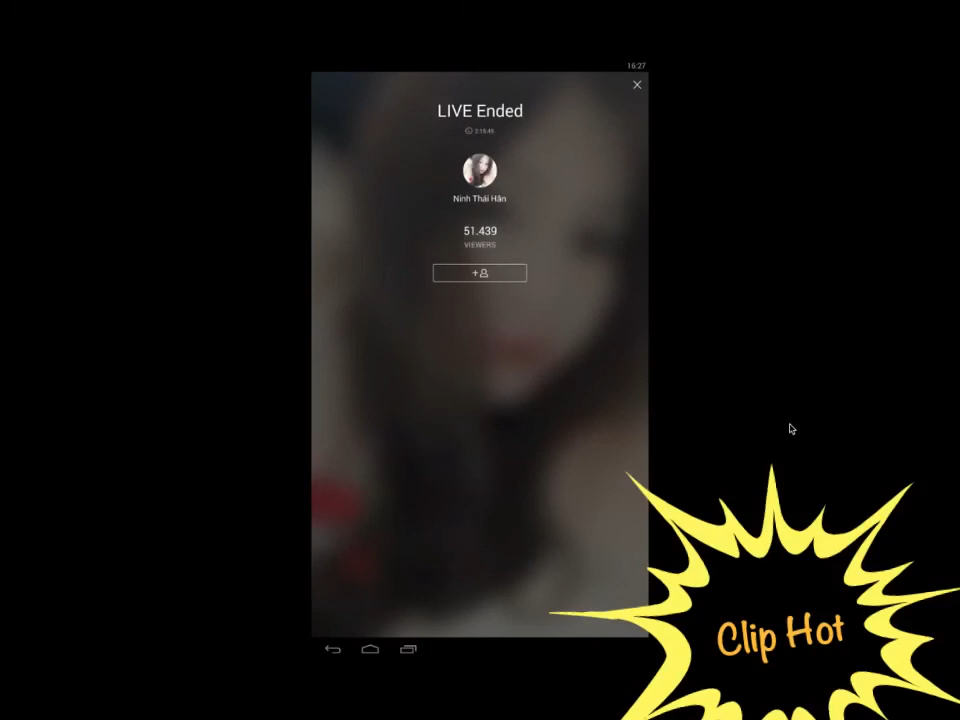 16:27
LIVE Ended
Ninh Thái Hân
51.439
VIEWERS
+
Clip Hot